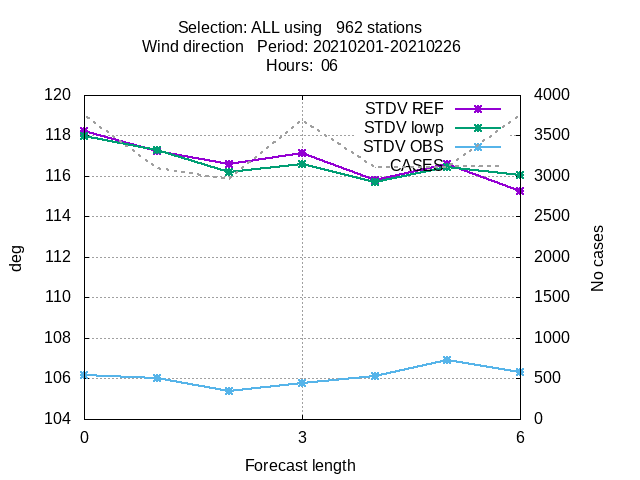 Selection: ALL using   962 stations
Wind direction   Period: 20210201-20210226
Hours:  06
120
118
116
114
112
110
108
106
104
4000
3500
3000
2500
2000
1500
1000
500
0
STDV REF
STDV lowp
STDV OBS
CASES
deg
No cases
0
3
6
Forecast length